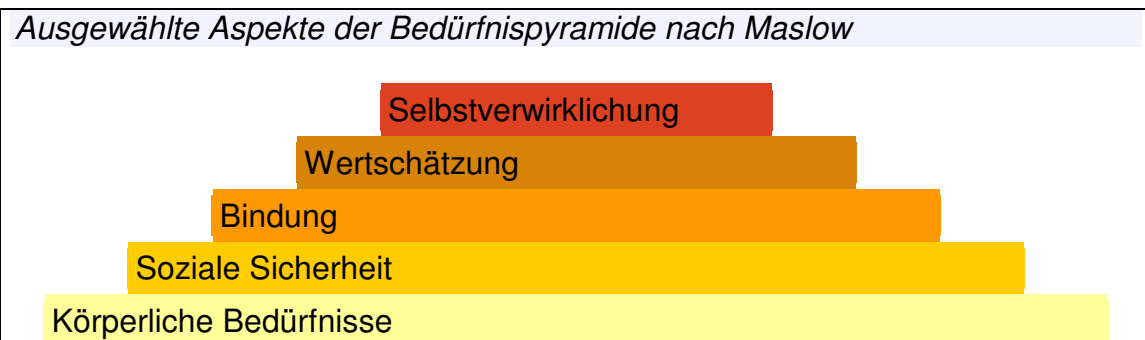 Ausgewählte Aspekte der Bedürfnispyramide nach Maslow
Selbstverwirklichung
Wertschätzung
Bindung
Soziale Sicherheit
Körperliche Bedürfnisse